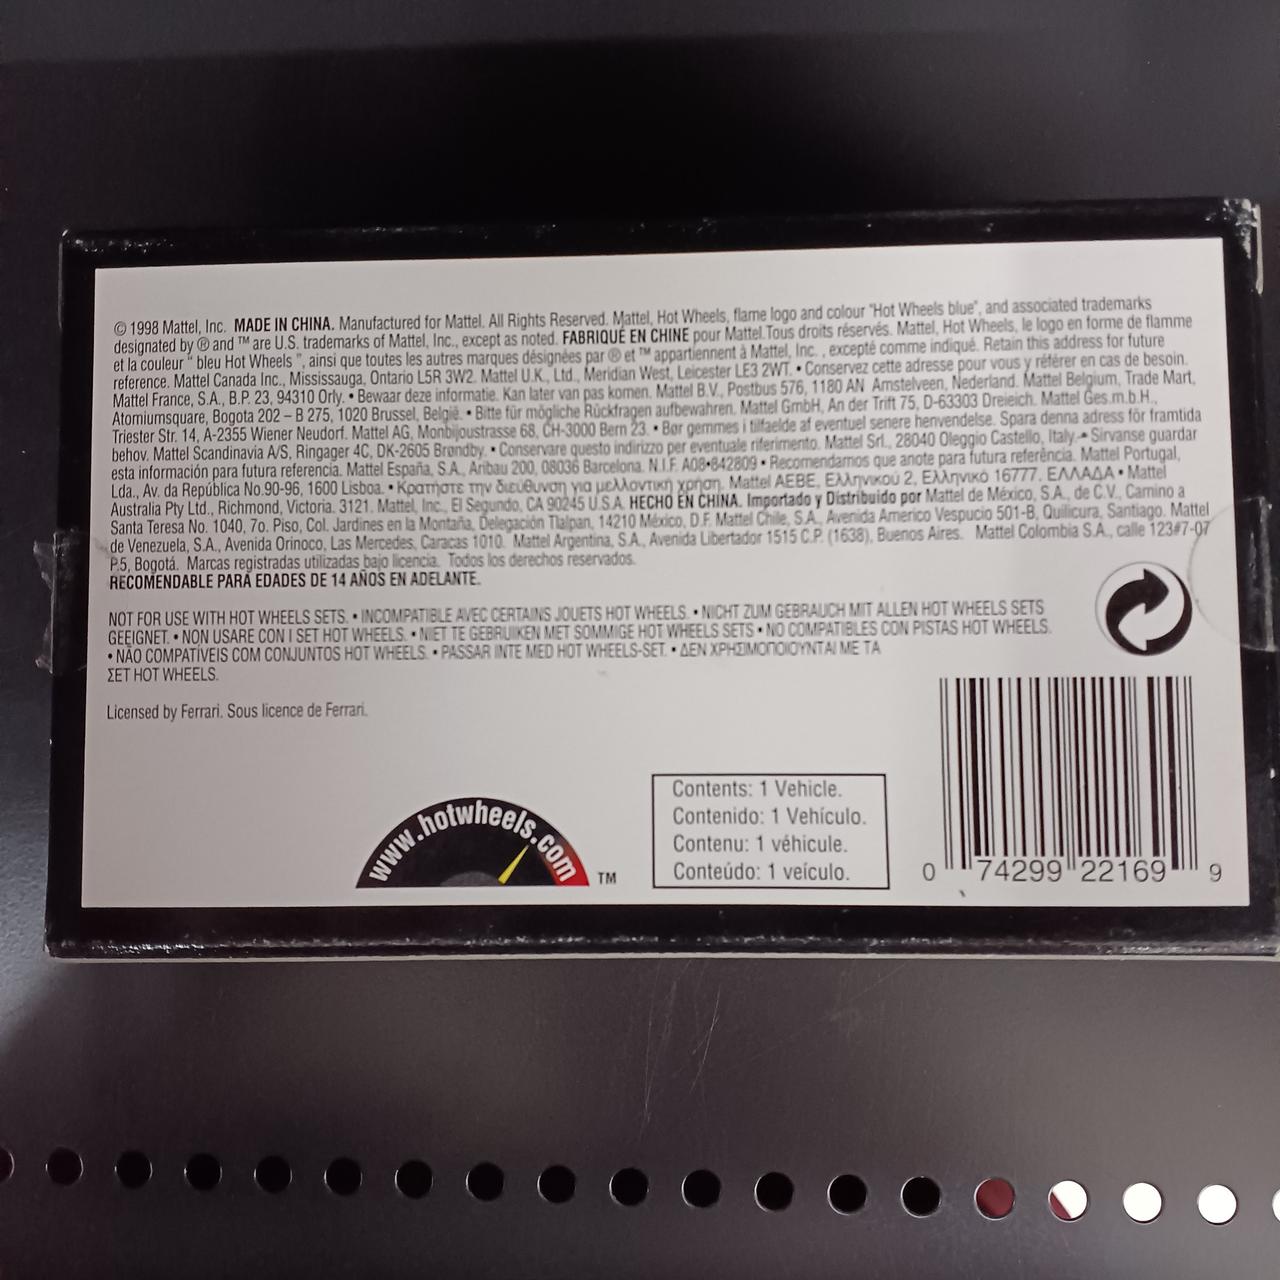 © 1998 Mattel, Inc. MADE IN CHINA. Manufactured for Mattel. All Rights Reserved. Mattel, Hot Wheels, flame logo and colour "Hot Wheels blue", and associated trademarks
designated by ® and ™ are U.S. trademarks of Mattel, Inc., except as noted. FABRIQUÉ EN CHINE pour Mattel. Tous droits réservés. Mattel, Hot Wheels, le logo en forme de flamme
et la couleur " bleu Hot Wheels ", ainsi que toutes les autres marques désignées par ® et ™ appartiennent à Mattel, Inc. , excepté comme indiqué. Retain this address for future
reference. Mattel Canada Inc., Mississauga, Ontario L5R 3W2. Mattel U.K., Ltd., Meridian West, Leicester LE3 2WT. • Conservez cette adresse pour vous y référer en cas de besoin.
Mattel France, S.A., B.P. 23, 94310 Orly. • Bewaar deze informatie. Kan later van pas komen. Mattel B.V., Postbus 576, 1180 AN Amstelveen, Nederland. Mattel Belgium, Trade Mart,
Atomiumsquare, Bogota 202 – B 275, 1020 Brussel, België. • Bitte für mögliche Rückfragen aufbewahren. Mattel GmbH, An der Trift 75, D-63303 Dreieich. Mattel Ges.m.b.H.,
Triester Str. 14, A-2355 Wiener Neudorf. Mattel AG, Monbijoustrasse 68, CH-3000 Bern 23. • Bør gemmes i tilfaelde af eventuel senere henvendelse. Spara denna adress för framtida
behov. Mattel Scandinavia A/S, Ringager 4C, DK-2605 Brøndby. • Conservare questo indirizzo per eventuale riferimento. Mattel Srl., 28040 Oleggio Castello, Italy. • Sirvanse guardar
esta información para futura referencia. Mattel España, S.A., Aribau 200, 08036 Barcelona. N.I.F. A08•842809 • Recomendamos que anote para futura referência. Mattel Portugal,
Lda., Av. da República No.90-96, 1600 Lisboa. • Κρατήστε την διεύθυνση για μελλοντική χρήση. Mattel AEBE, Ελληνικού 2, Ελληνικό 16777. ΕΛΛΑΔΑ • Mattel
Australia Pty Ltd., Richmond, Victoria. 3121. Mattel, Inc., El Segundo, CA 90245 U.S.A. HECHO EN CHINA. Importado y Distribuido por Mattel de México, S.A., de C.V., Camino a
Santa Teresa No. 1040, 7o. Piso, Col. Jardines en la Montaña, Delegación Tlalpan, 14210 México, D.F. Mattel Chile, S.A., Avenida Americo Vespucio 501-B, Quilicura, Santiago. Mattel
de Venezuela, S.A., Avenida Orinoco, Las Mercedes, Caracas 1010. Mattel Argentina, S.A., Avenida Libertador 1515 C.P. (1638), Buenos Aires. Mattel Colombia S.A., calle 123#7-07
P.5, Bogotá. Marcas registradas utilizadas bajo licencia. Todos los derechos reservados.
RECOMENDABLE PARA EDADES DE 14 AÑOS EN ADELANTE.
NOT FOR USE WITH HOT WHEELS SETS. • INCOMPATIBLE AVEC CERTAINS JOUETS HOT WHEELS. • NICHT ZUM GEBRAUCH MIT ALLEN HOT WHEELS SETS
GEEIGNET. • NON USARE CON I SET HOT WHEELS. • NIET TE GEBRUIKEN MET SOMMIGE HOT WHEELS SETS • NO COMPATIBLES CON PISTAS HOT WHEELS.
• NÃO COMPATÍVEIS COM CONJUNTOS HOT WHEELS. • PASSAR INTE MED HOT WHEELS-SET. • ΔΕΝ ΧΡΗΣΙΜΟΠΟΙΟΥΝΤΑΙ ΜΕ ΤΑ
ΣΕΤ HOT WHEELS.
Licensed by Ferrari. Sous licence de Ferrari.
www.hotwheels.com ™
Contents: 1 Vehicle.
Contenido: 1 Vehículo.
Contenu: 1 véhicule.
Conteúdo: 1 veículo.
0 74299 22169 9